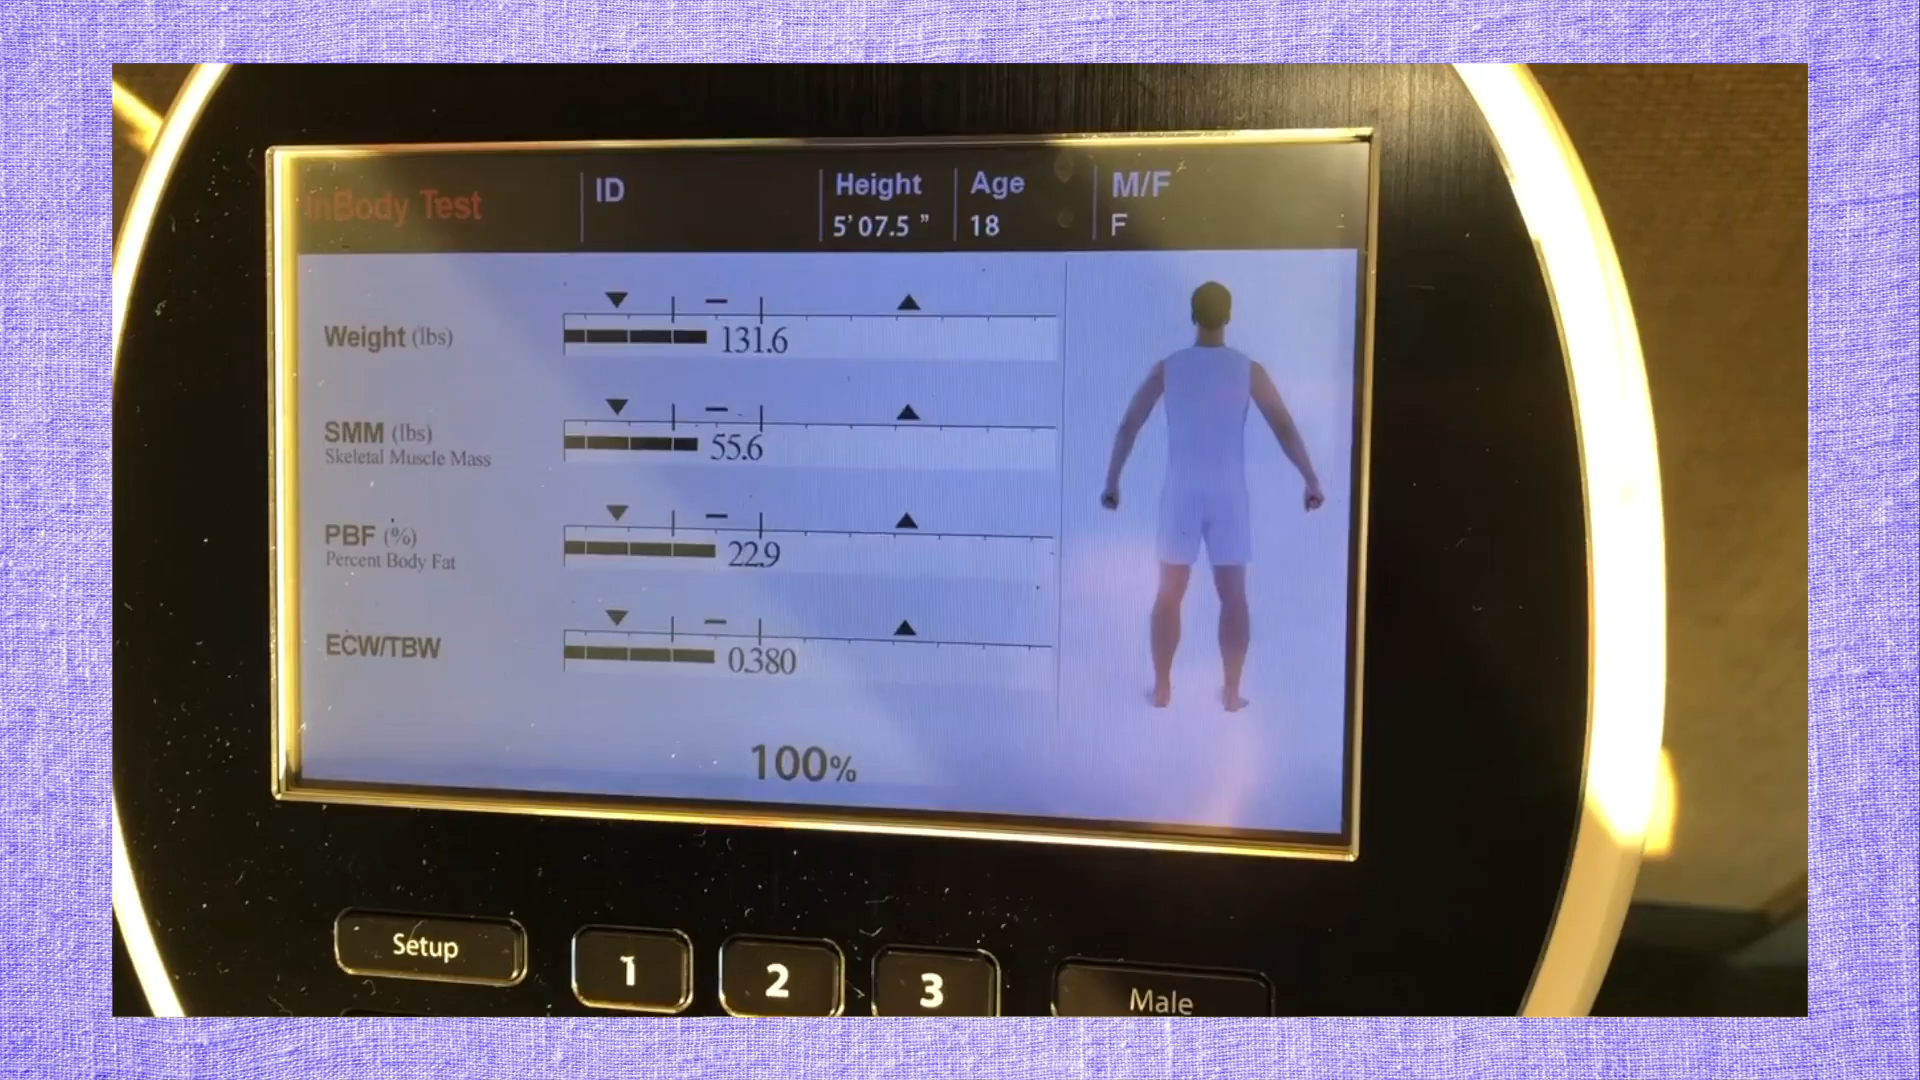 InBody Test
ID
Height
5' 07.5 "
Age
18
M/F
F
Weight (lbs)
131.6
SMM (lbs)
55.6
Skeletal Muscle Mass
PBF (%)
22.9
Percent Body Fat
ECW/TBW
0.380
100%
Setup
1
2
3
Male